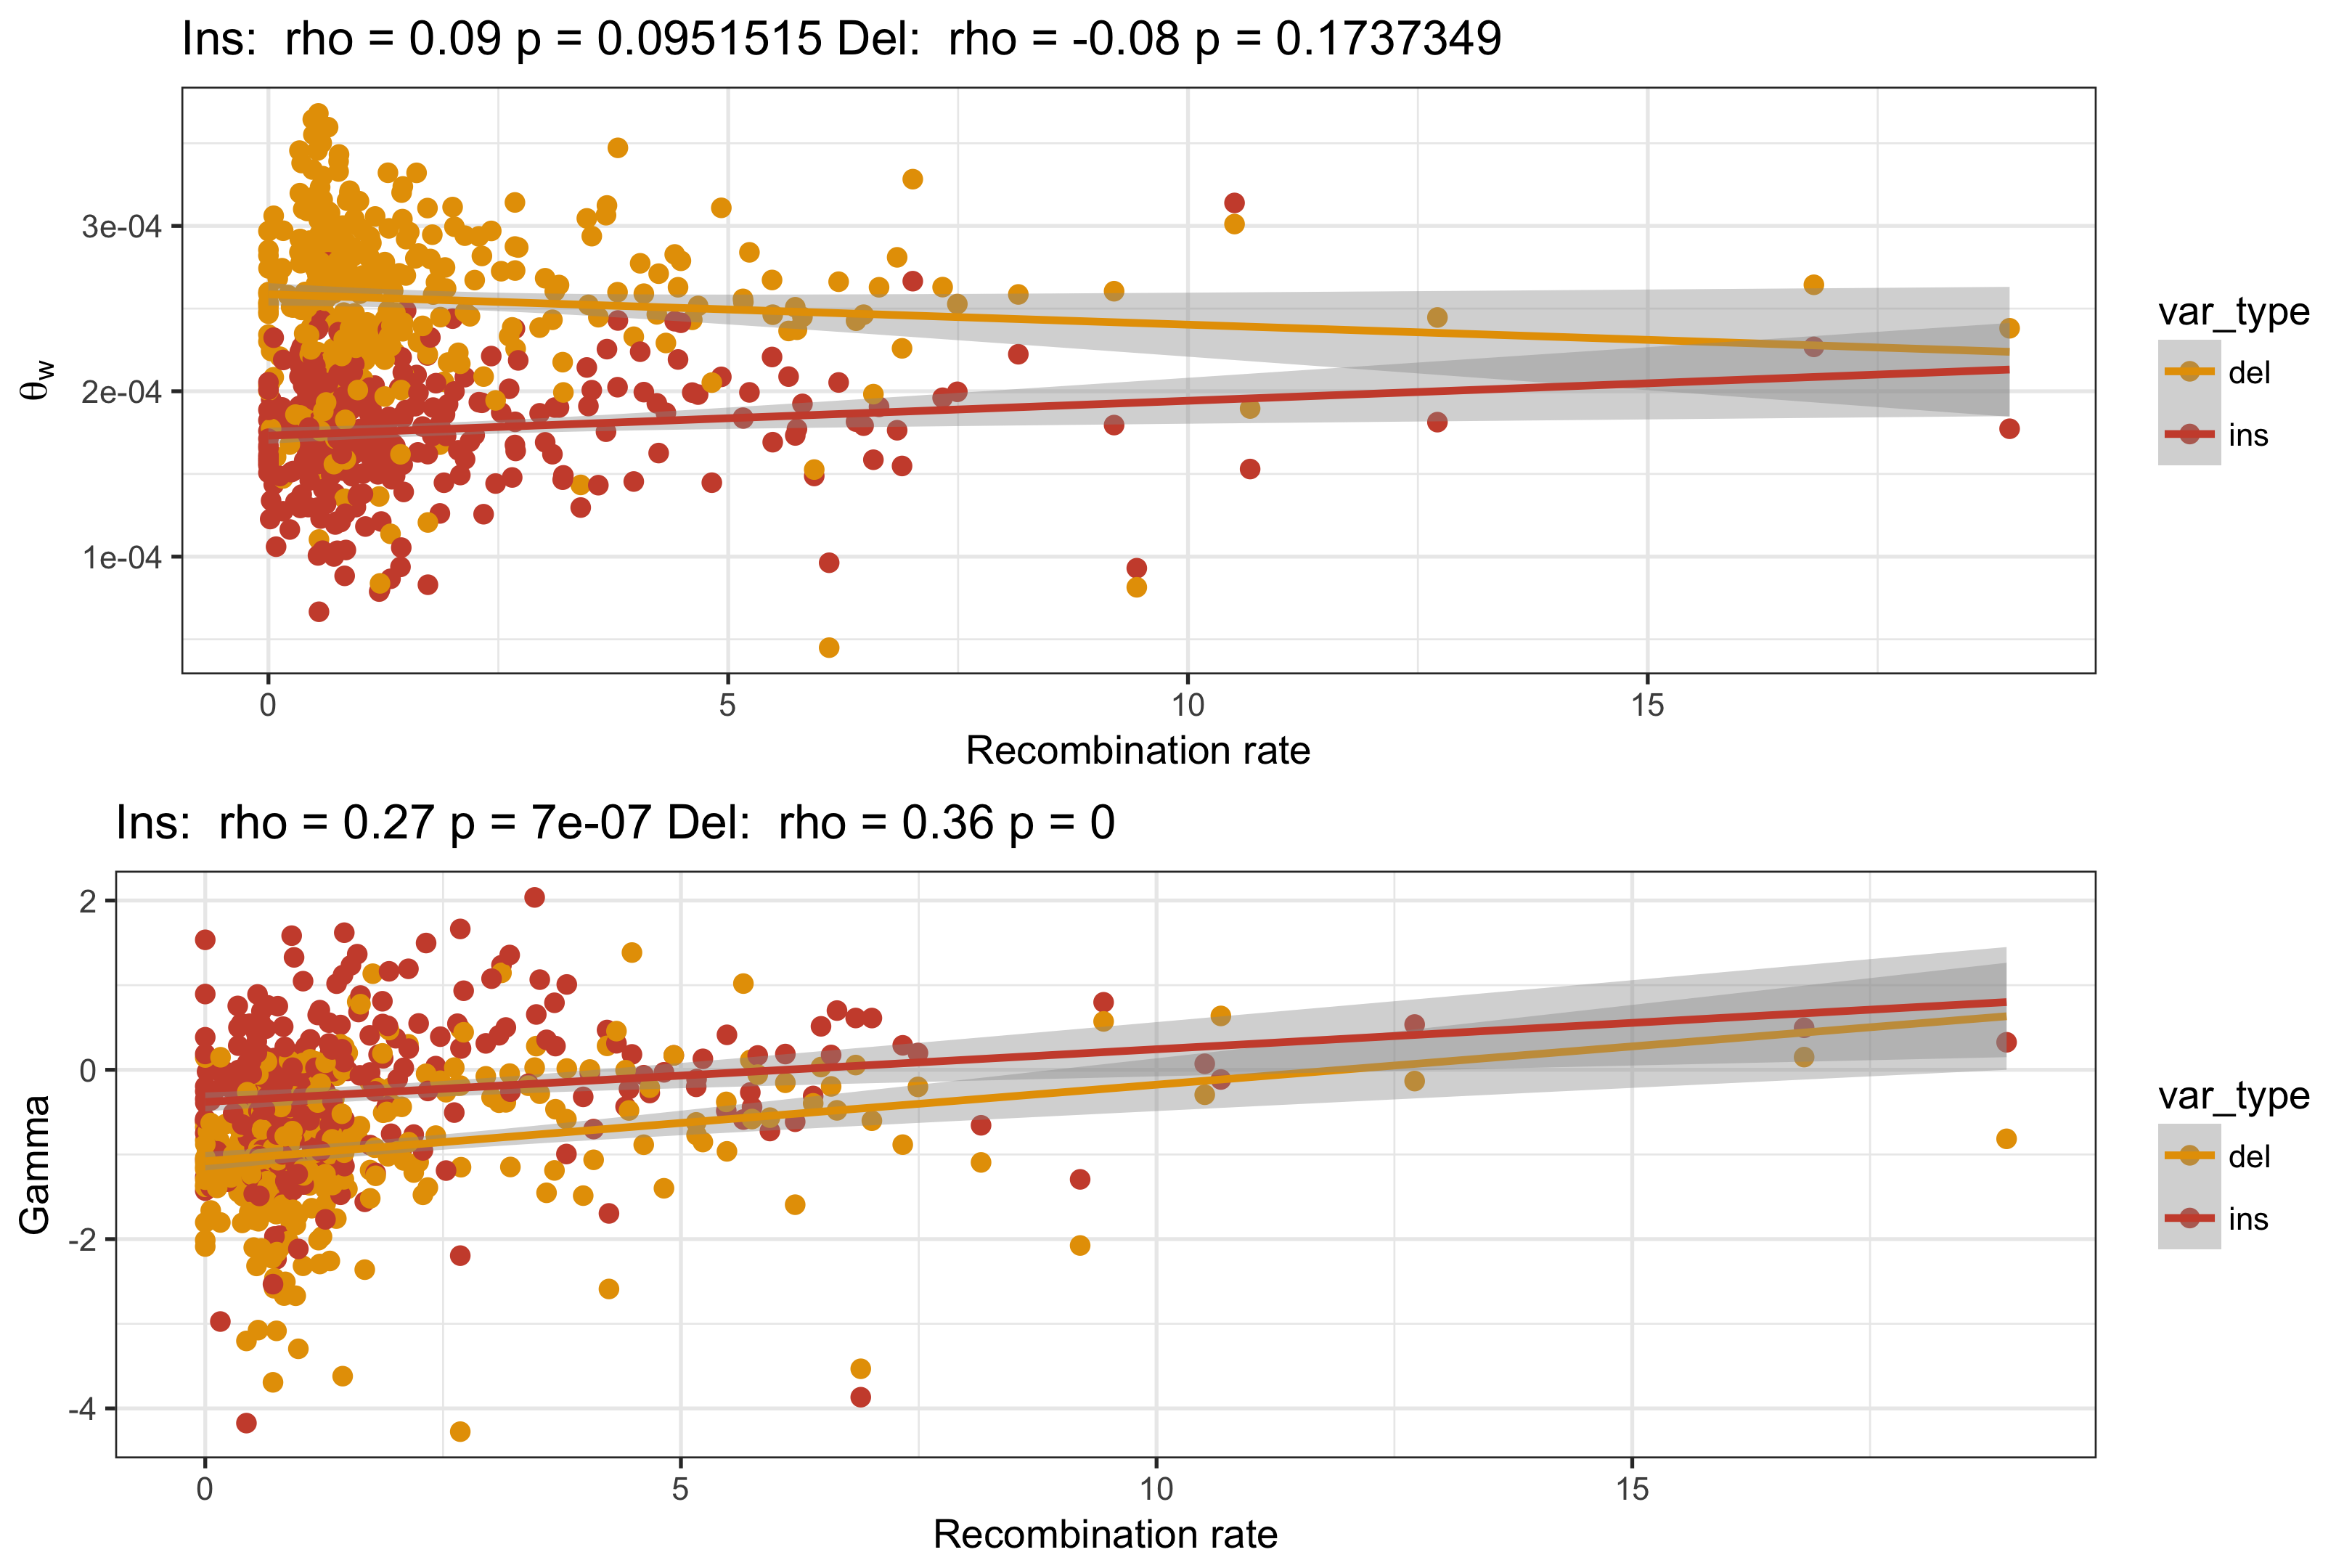 Ins:  rho = 0.09 p = 0.0951515 Del:  rho = -0.08 p = 0.1737349
3e-04
2e-04
1e-04
θw
0 5 10 15
Recombination rate
var_type
del
ins
Ins:  rho = 0.27 p = 7e-07 Del:  rho = 0.36 p = 0
2
0
-2
-4
Gamma
0 5 10 15
Recombination rate
var_type
del
ins